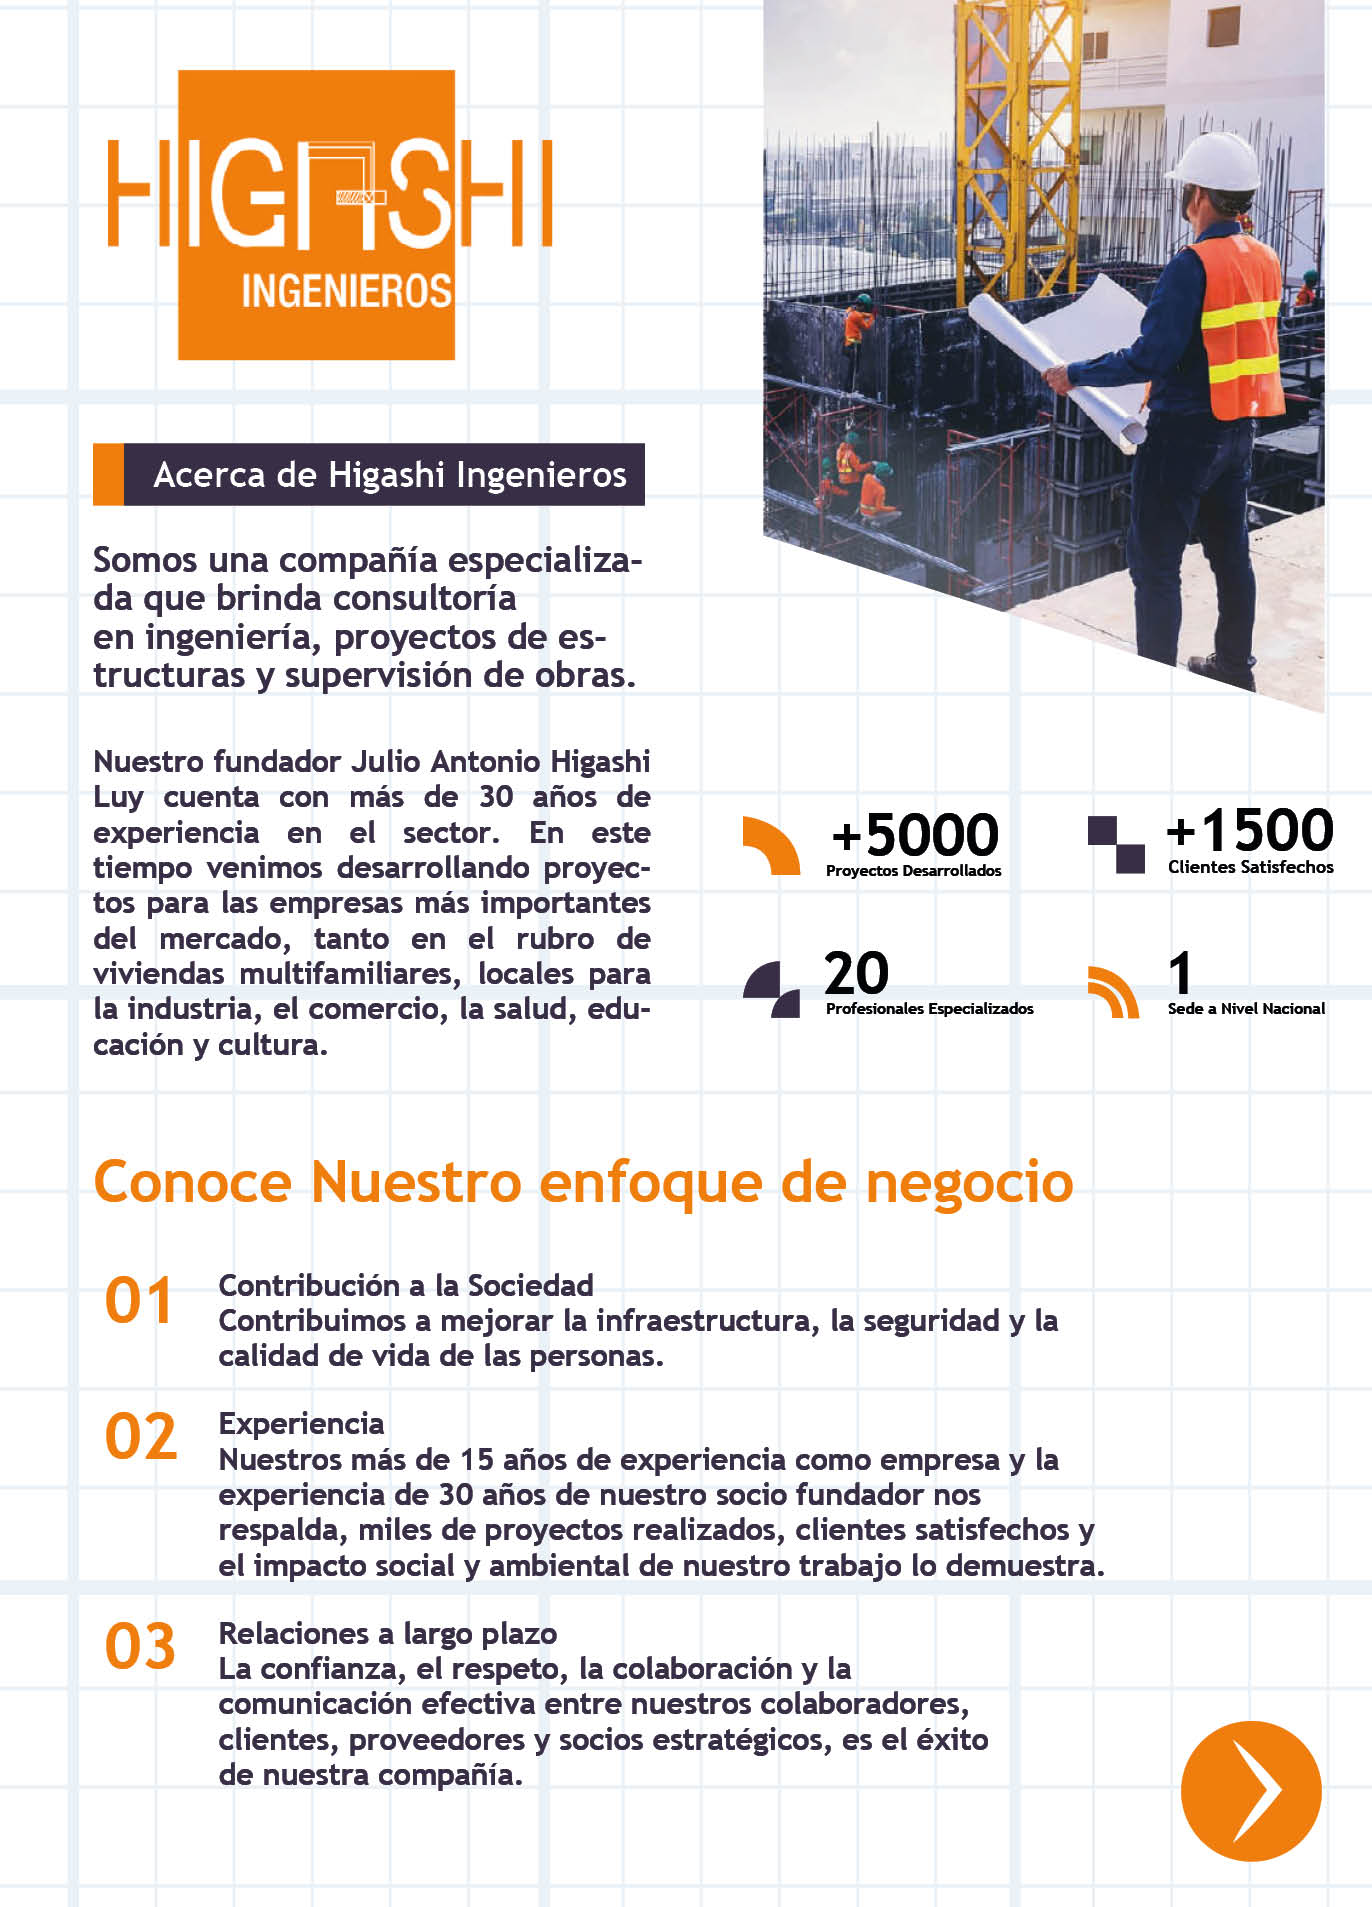 HIGASHI
INGENIEROS
Acerca de Higashi Ingenieros
Somos una compañía especializa-
da que brinda consultoría
en ingeniería, proyectos de es-
tructuras y supervisión de obras.
Nuestro fundador Julio Antonio Higashi
Luy cuenta con más de 30 años de
experiencia en el sector. En este
tiempo venimos desarrollando proyec-
tos para las empresas más importantes
del mercado, tanto en el rubro de
viviendas multifamiliares, locales para
la industria, el comercio, la salud, edu-
cación y cultura.
+5000
Proyectos Desarrollados
+1500
Clientes Satisfechos
20
Profesionales Especializados
1
Sede a Nivel Nacional
Conoce Nuestro enfoque de negocio
01
Contribución a la Sociedad
Contribuimos a mejorar la infraestructura, la seguridad y la
calidad de vida de las personas.
02
Experiencia
Nuestros más de 15 años de experiencia como empresa y la
experiencia de 30 años de nuestro socio fundador nos
respalda, miles de proyectos realizados, clientes satisfechos y
el impacto social y ambiental de nuestro trabajo lo demuestra.
03
Relaciones a largo plazo
La confianza, el respeto, la colaboración y la
comunicación efectiva entre nuestros colaboradores,
clientes, proveedores y socios estratégicos, es el éxito
de nuestra compañía.